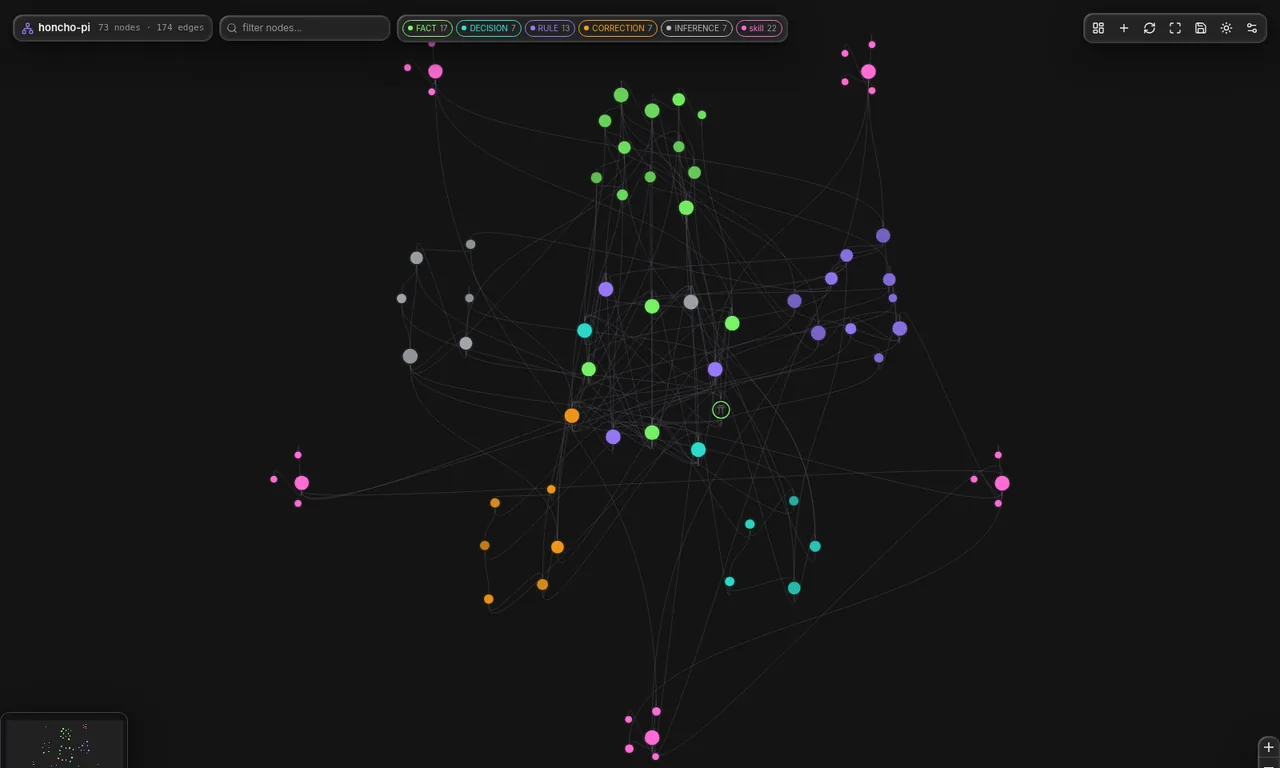 honcho-pi 73 nodes · 174 edges
filter nodes...
FACT 17 DECISION 7 RULE 13 CORRECTION 7 INFERENCE 7 skill 22